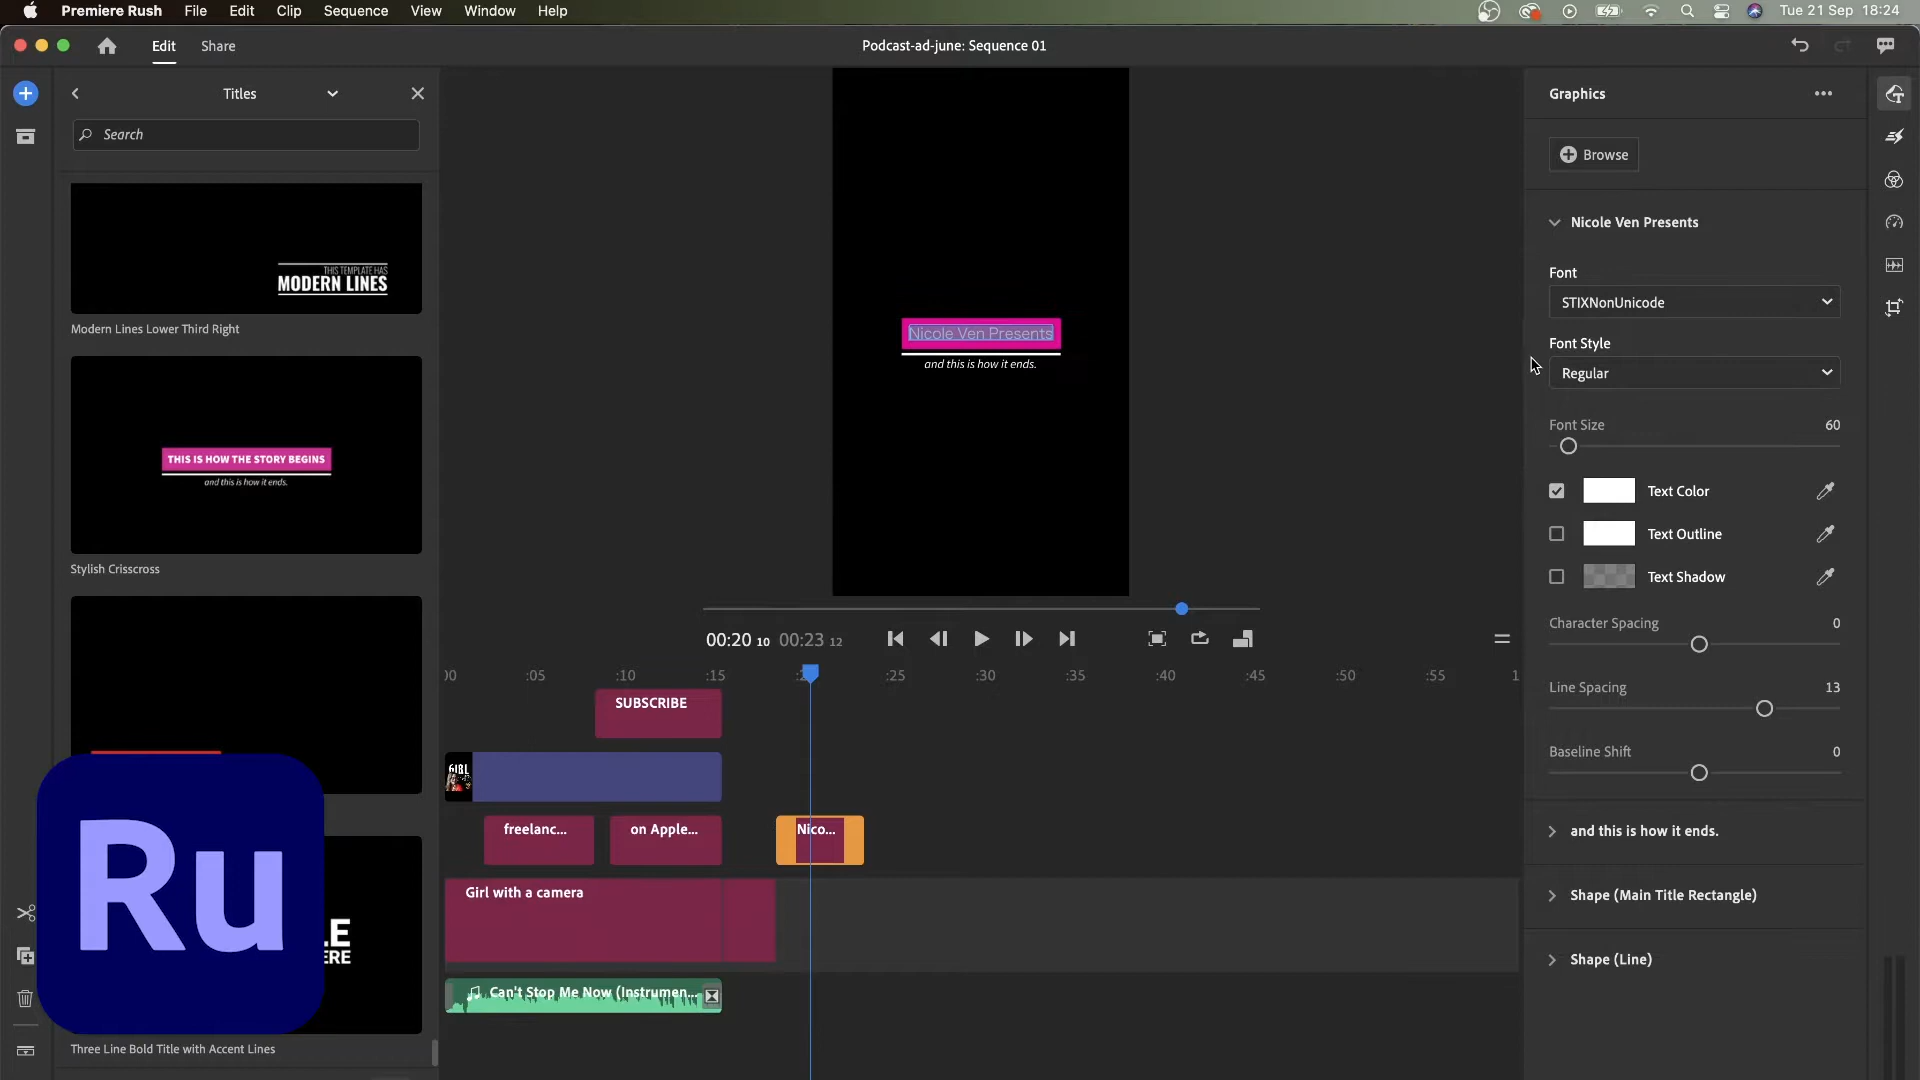 Premiere Rush File Edit Clip Sequence View Window Help Tue 21 Sep 18:24
Edit Share Podcast-ad-june: Sequence 01
Titles
Search
THIS TEMPLATE HAS
MODERN LINES
Modern Lines Lower Third Right
THIS IS HOW THE STORY BEGINS
and this is how it ends.
Stylish Crisscross
Ru
Three Line Bold Title with Accent Lines
Nicole Ven Presents
and this is how it ends.
00:20 10 00:23 12
:05 :10 :15 :25 :30 :35 :40 :45 :50 :55
SUBSCRIBE
GIRL
freelanc... on Apple... Nico...
Girl with a camera
Can't Stop Me Now (Instrumen...
Graphics
Browse
Nicole Ven Presents
Font
STIXNonUnicode
Font Style
Regular
Font Size 60
Text Color
Text Outline
Text Shadow
Character Spacing 0
Line Spacing 13
Baseline Shift 0
and this is how it ends.
Shape (Main Title Rectangle)
Shape (Line)